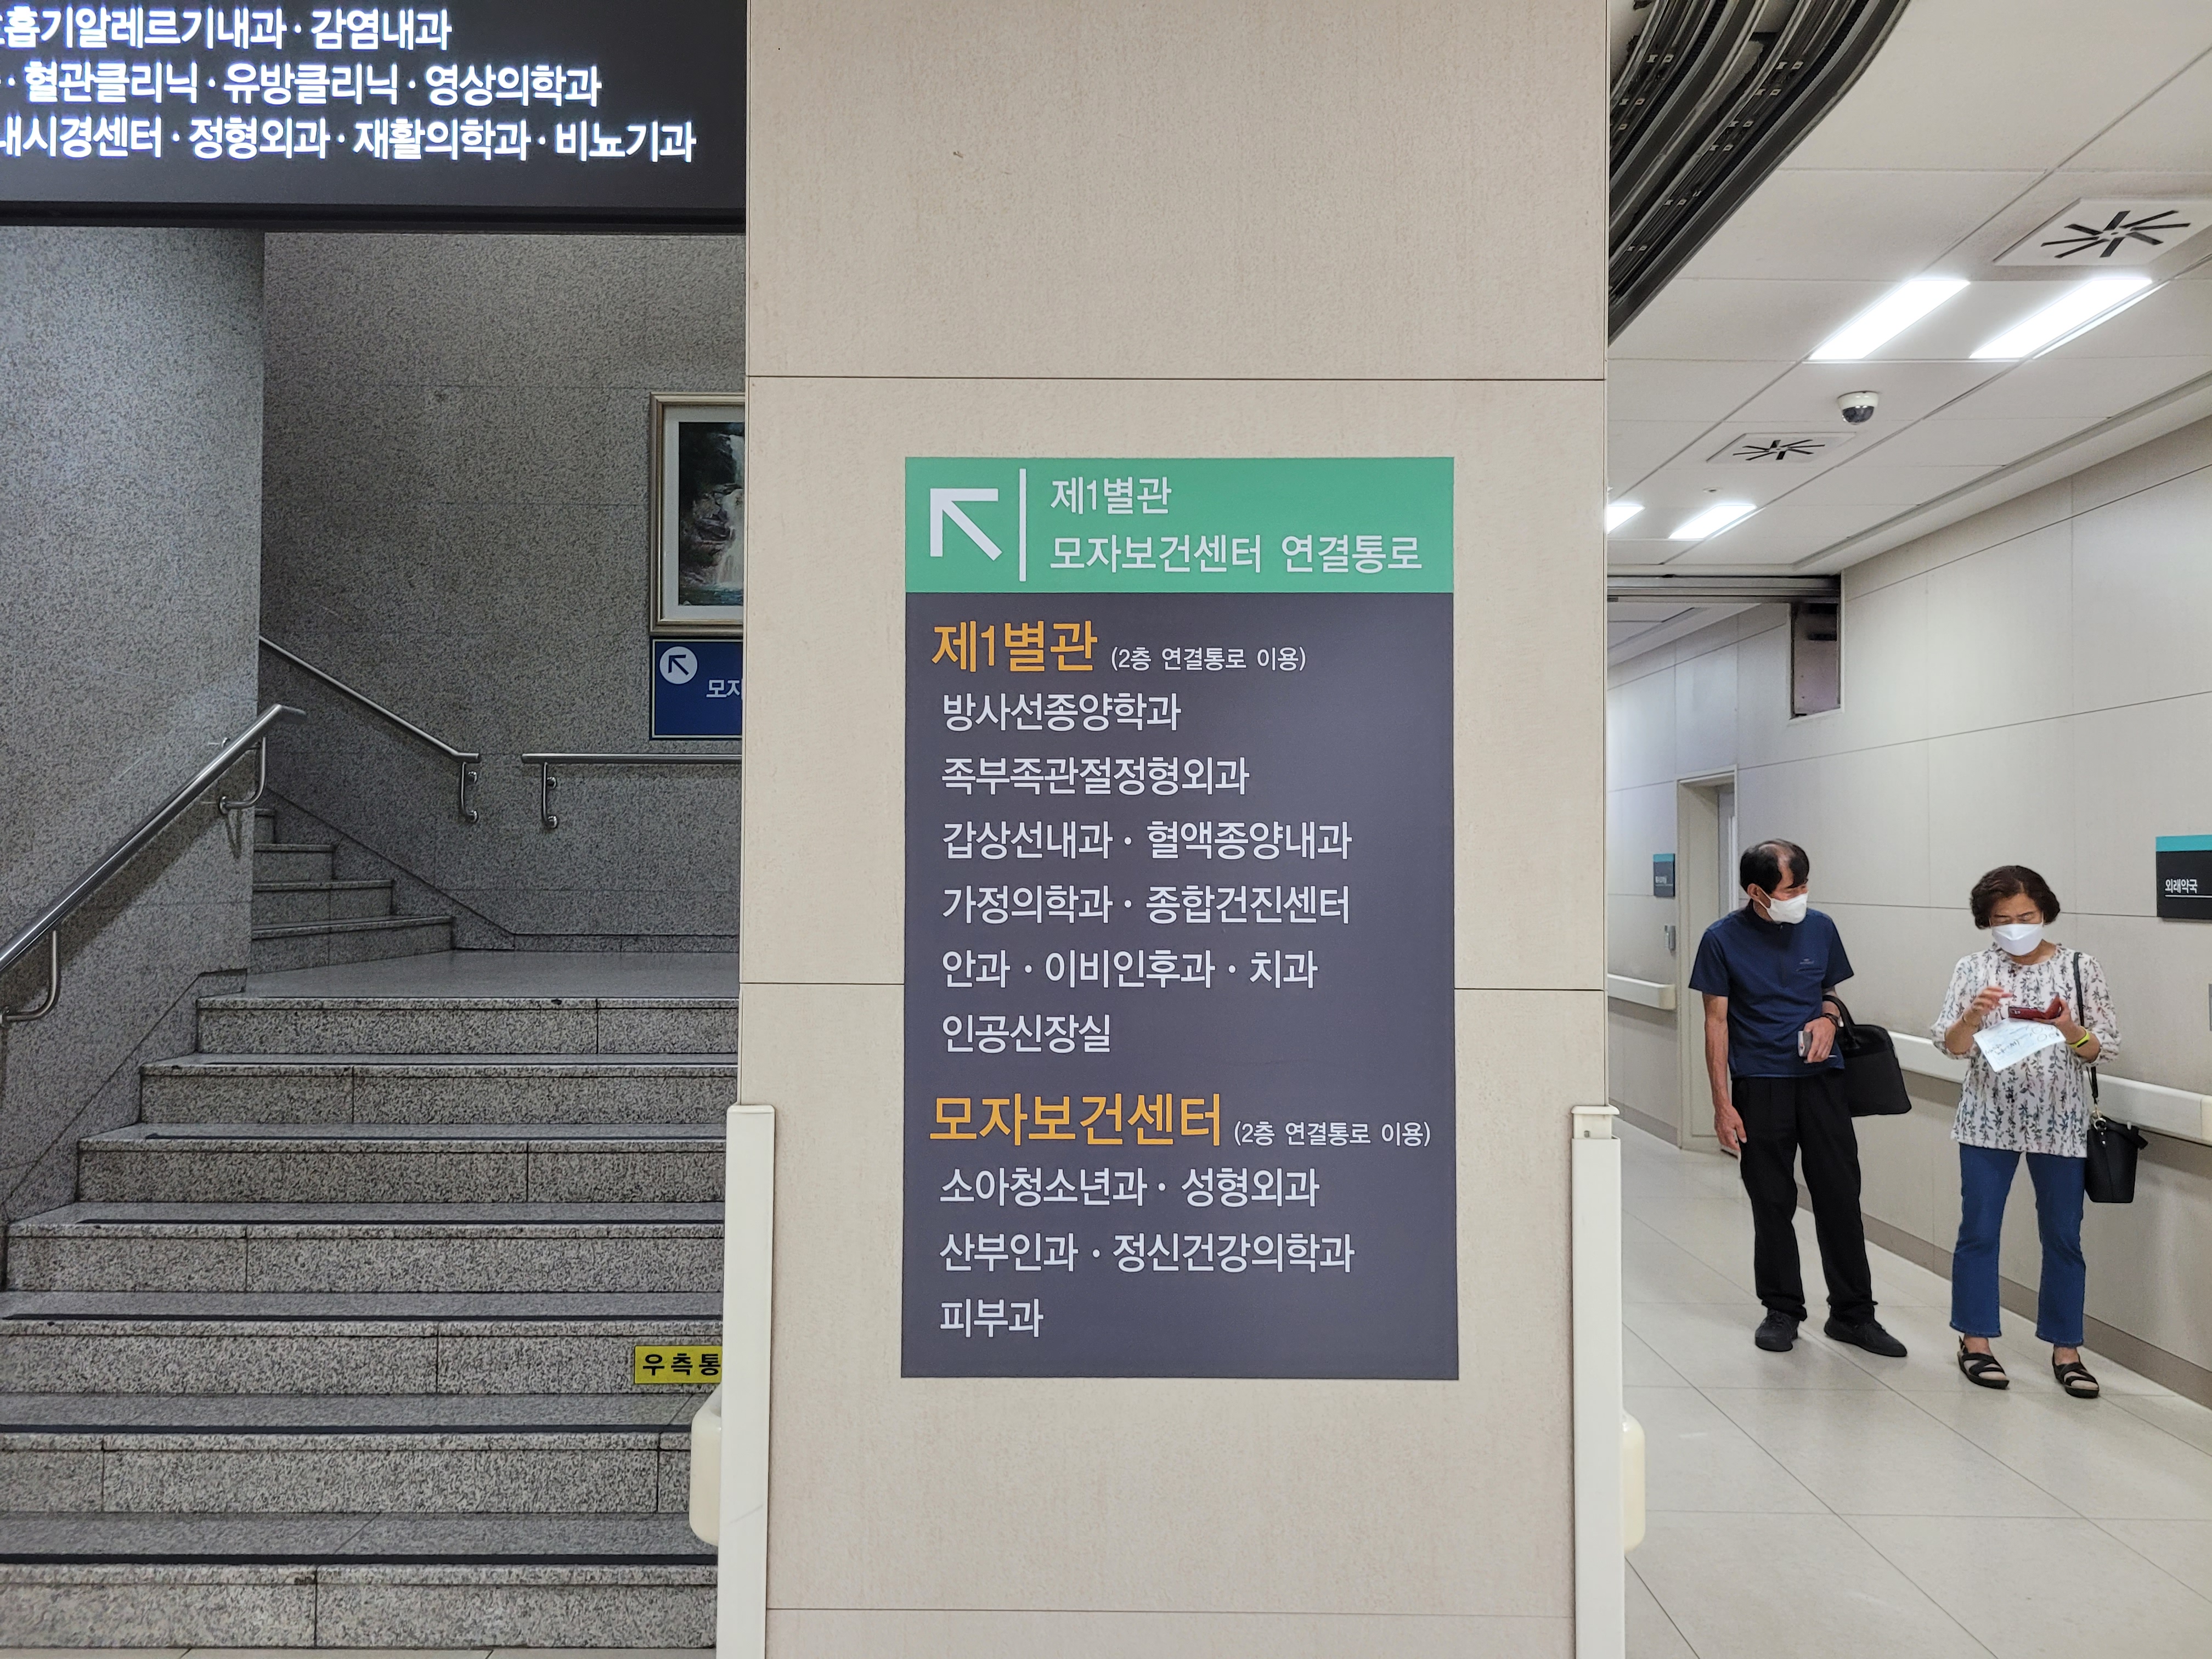 흡기알레르기내과 · 감염내과
· 혈관클리닉 · 유방클리닉 · 영상의학과
내시경센터 · 정형외과 · 재활의학과 · 비뇨기과
제1별관
모자보건센터 연결통로
제1별관 (2층 연결통로 이용)
방사선종양학과
족부족관절정형외과
갑상선내과 · 혈액종양내과
가정의학과 · 종합건진센터
안과 · 이비인후과 · 치과
인공신장실
모자보건센터 (2층 연결통로 이용)
소아청소년과 · 성형외과
산부인과 · 정신건강의학과
피부과
모자
우측통
외래약국